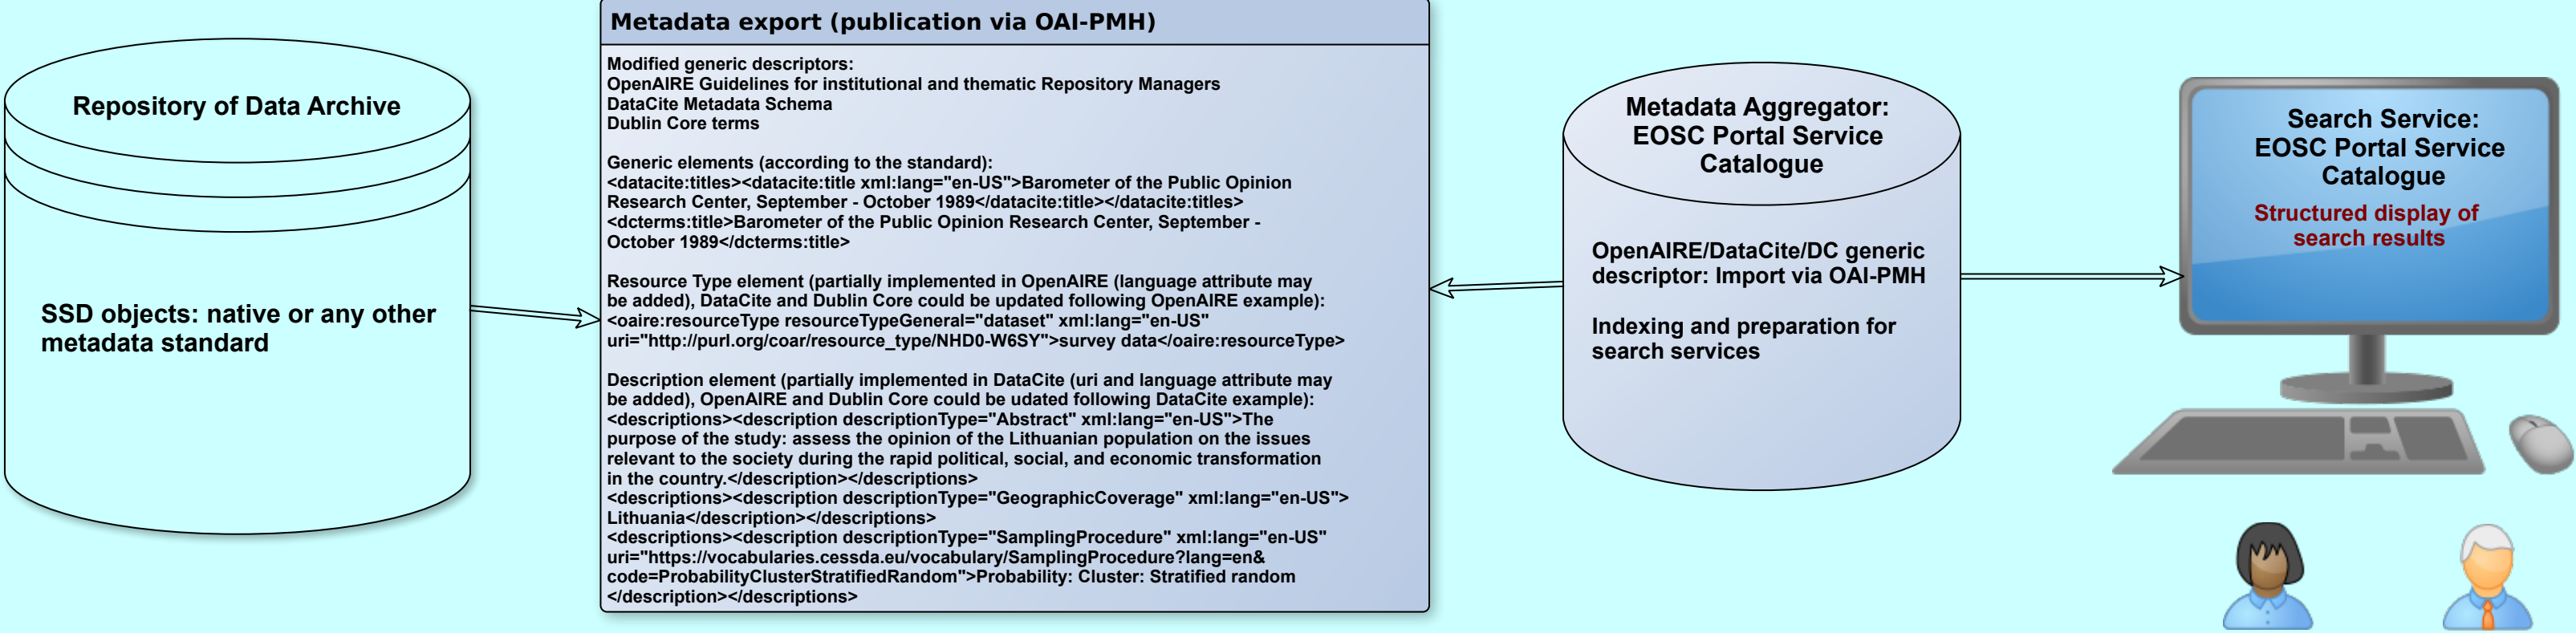 Repository of Data Archive
SSD objects: native or any other
metadata standard
Metadata export (publication via OAI-PMH)
Modified generic descriptors:
OpenAIRE Guidelines for institutional and thematic Repository Managers
DataCite Metadata Schema
Dublin Core terms
Generic elements (according to the standard):
<datacite:titles><datacite:title xml:lang="en-US">Barometer of the Public Opinion
Research Center, September - October 1989</datacite:title></datacite:titles>
<dcterms:title>Barometer of the Public Opinion Research Center, September -
October 1989</dcterms:title>
Resource Type element (partially implemented in OpenAIRE (language attribute may
be added), DataCite and Dublin Core could be updated following OpenAIRE example):
<oaire:resourceType resourceTypeGeneral="dataset" xml:lang="en-US"
uri="http://purl.org/coar/resource_type/NHD0-W6SY">survey data</oaire:resourceType>
Description element (partially implemented in DataCite (uri and language attribute may
be added), OpenAIRE and Dublin Core could be udated following DataCite example):
<descriptions><description descriptionType="Abstract" xml:lang="en-US">The
purpose of the study: assess the opinion of the Lithuanian population on the issues
relevant to the society during the rapid political, social, and economic transformation
in the country.</description></descriptions>
<descriptions><description descriptionType="GeographicCoverage" xml:lang="en-US">
Lithuania</description></descriptions>
<descriptions><description descriptionType="SamplingProcedure" xml:lang="en-US"
uri="https://vocabularies.cessda.eu/vocabulary/SamplingProcedure?lang=en&
code=ProbabilityClusterStratifiedRandom">Probability: Cluster: Stratified random
</description></descriptions>
Metadata Aggregator:
EOSC Portal Service
Catalogue
OpenAIRE/DataCite/DC generic
descriptor: Import via OAI-PMH
Indexing and preparation for
search services
Search Service:
EOSC Portal Service
Catalogue
Structured display of
search results